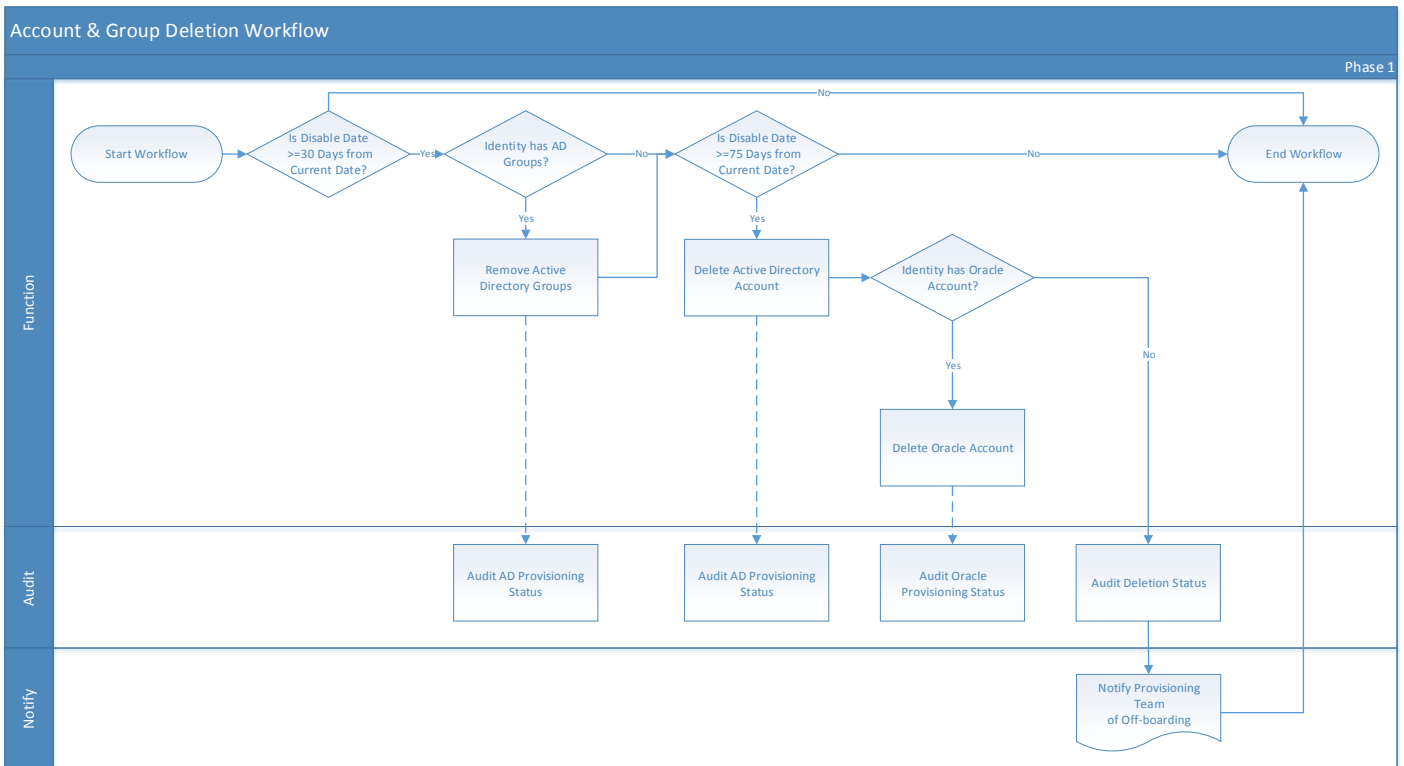 Account & Group Deletion Workflow
Phase 1
Function
No
Start Workflow
Is Disable Date
>=30 Days from
Current Date?
Yes
Identity has AD
Groups?
No
Is Disable Date
>=75 Days from
Current Date?
No
End Workflow
Yes
Yes
Remove Active
Directory Groups
Delete Active Directory
Account
Identity has Oracle
Account?
No
Yes
Delete Oracle Account
Audit
Audit AD Provisioning
Status
Audit AD Provisioning
Status
Audit Oracle
Provisioning Status
Audit Deletion Status
Notify
Notify Provisioning
Team
of Off-boarding